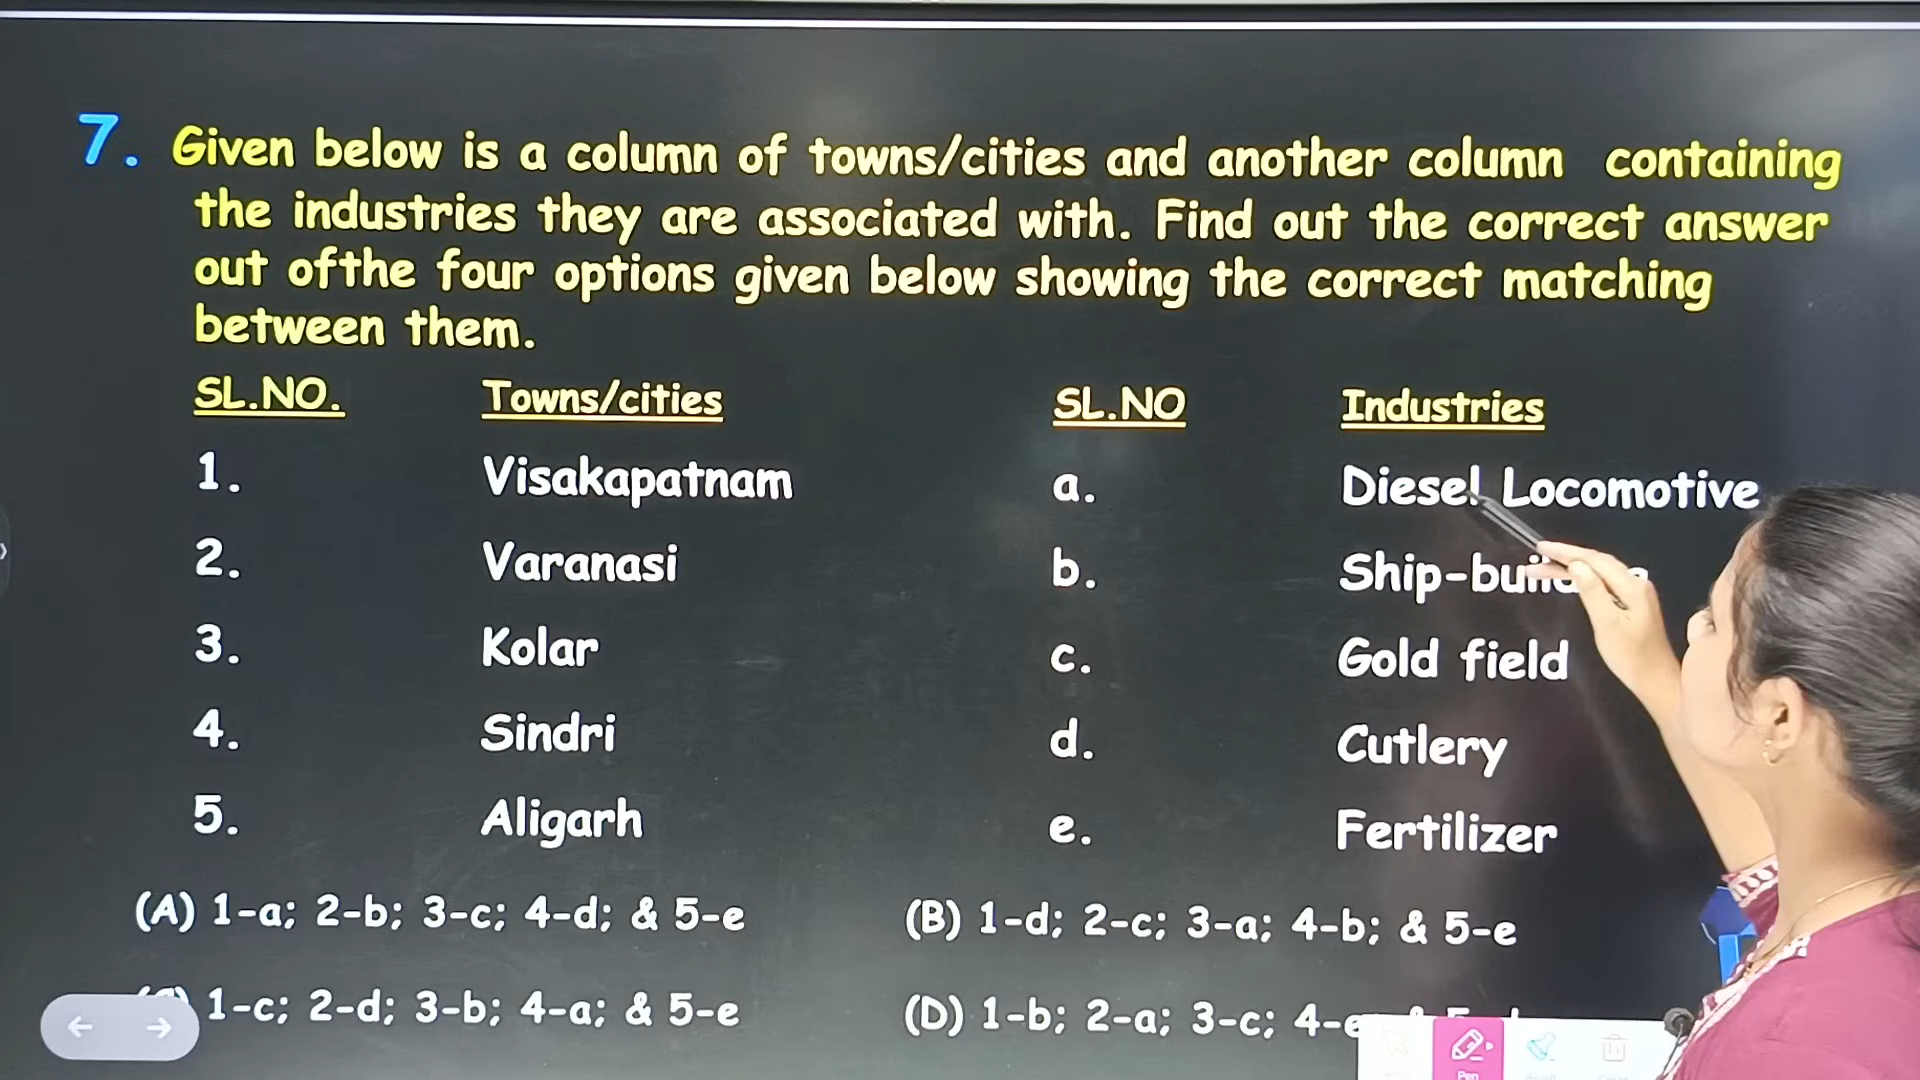 7. Given below is a column of towns/cities and another column containing
the industries they are associated with. Find out the correct answer
out ofthe four options given below showing the correct matching
between them.
SL.NO. Towns/cities SL.NO Industries
1. Visakapatnam a. Diesel Locomotive
2. Varanasi b.
3. Kolar c. Gold field
4. Sindri d. Cutlery
5. Aligarh e. Fertilizer
(A) 1-a; 2-b; 3-c; 4-d; & 5-e (B) 1-d; 2-c; 3-a; 4-b; & 5-e
1-c; 2-d; 3-b; 4-a; & 5-e (D) 1-b; 2-a; 3-c;
Pen